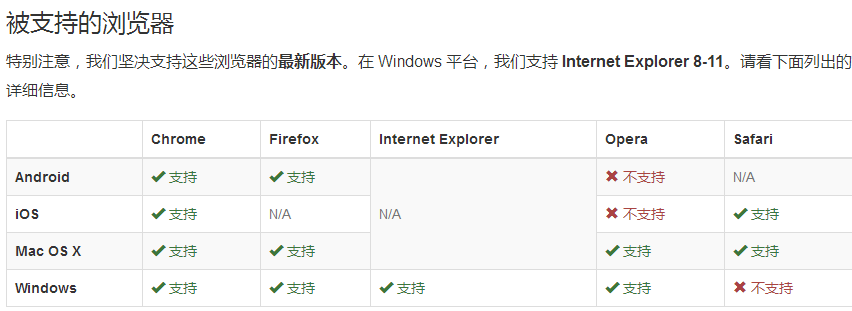 被支持的浏览器
特别注意，我们坚决支持这些浏览器的最新版本。在 Windows 平台，我们支持 Internet Explorer 8-11。请看下面列出的
详细信息。
Chrome Firefox Internet Explorer Opera Safari
Android ✔ 支持 ✔ 支持 ✖ 不支持 N/A
iOS ✔ 支持 N/A N/A ✖ 不支持 ✔ 支持
Mac OS X ✔ 支持 ✔ 支持 ✔ 支持 ✔ 支持
Windows ✔ 支持 ✔ 支持 ✔ 支持 ✔ 支持 ✖ 不支持